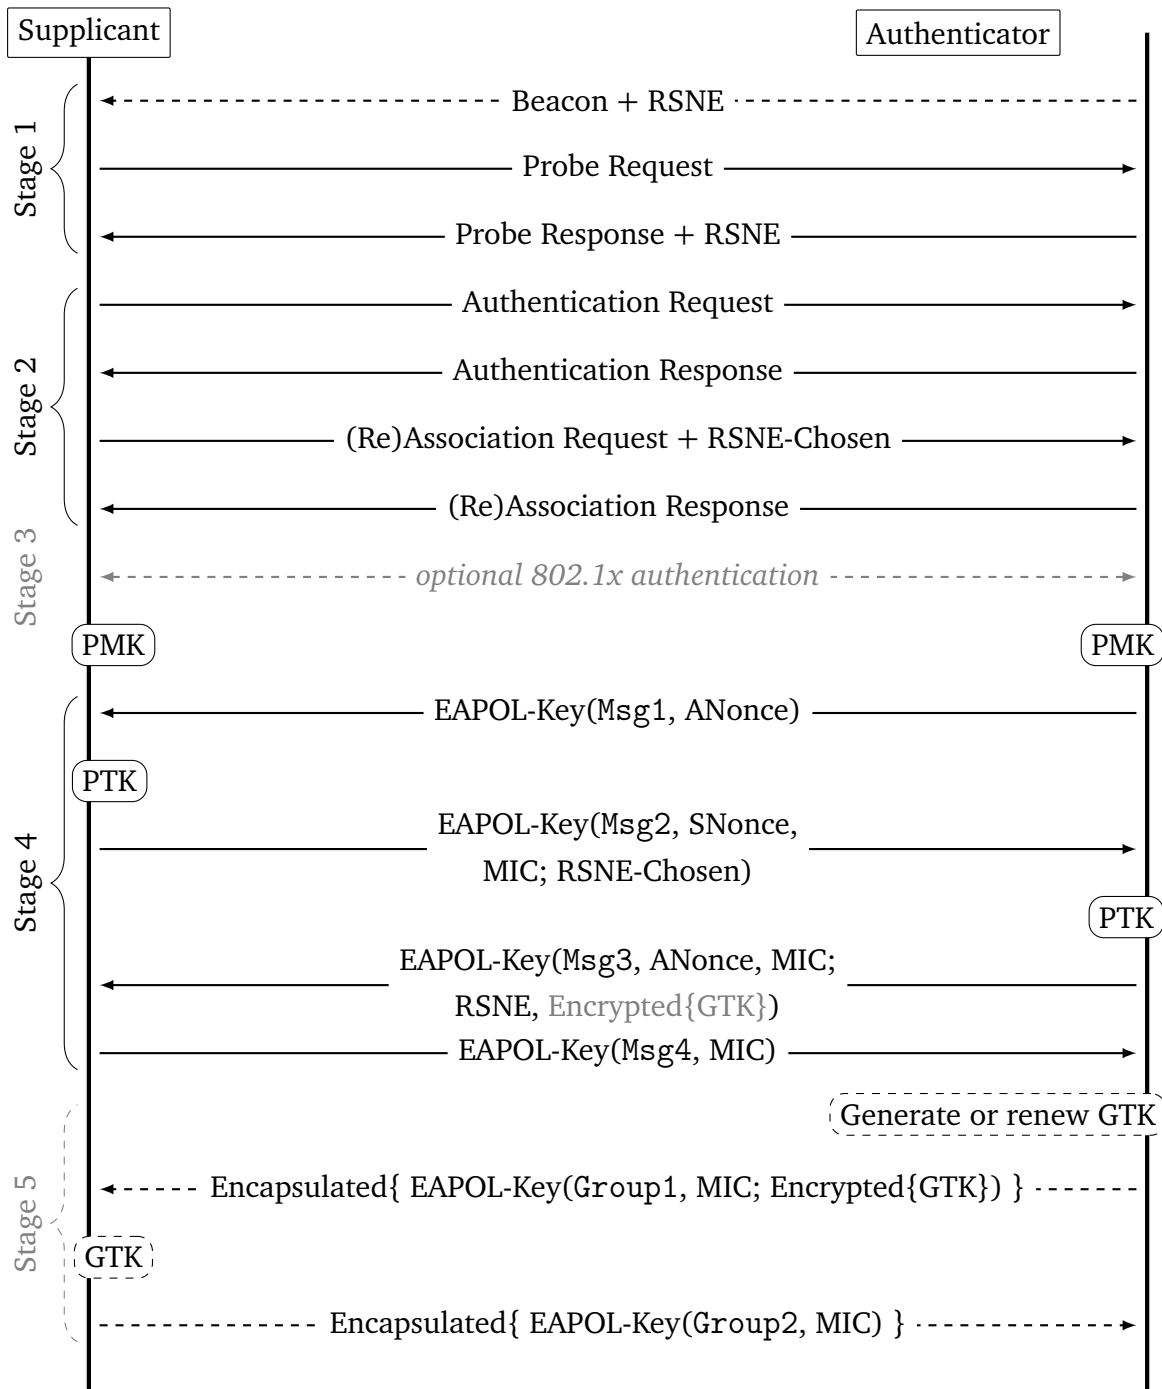 Supplicant
Authenticator
Stage 1
Beacon + RSNE
Probe Request
Probe Response + RSNE
Stage 2
Authentication Request
Authentication Response
(Re)Association Request + RSNE-Chosen
(Re)Association Response
Stage 3
optional 802.1x authentication
PMK
PMK
Stage 4
EAPOL-Key(Msg1, ANonce)
PTK
EAPOL-Key(Msg2, SNonce,
MIC; RSNE-Chosen)
PTK
EAPOL-Key(Msg3, ANonce, MIC;
RSNE, Encrypted{GTK})
EAPOL-Key(Msg4, MIC)
Generate or renew GTK
Stage 5
Encapsulated{ EAPOL-Key(Group1, MIC; Encrypted{GTK}) }
GTK
Encapsulated{ EAPOL-Key(Group2, MIC) }